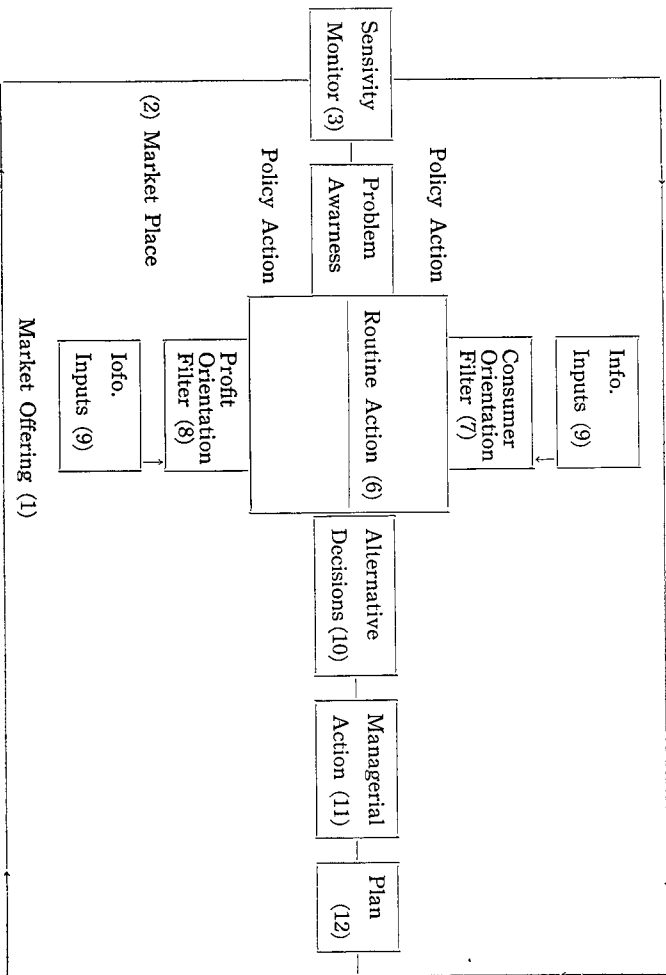 Info.
Inputs (9)
Consumer
Orientation
Filter (7)
Policy Action
Sensivity
Monitor (3)
Problem
Awarness
Routine Action (6)
Alternative
Decisions (10)
Managerial
Action (11)
Plan
(12)
Policy Action
Profit
Orientation
Filter (8)
(2) Market Place
Iofo.
Inputs (9)
Market Offering (1)